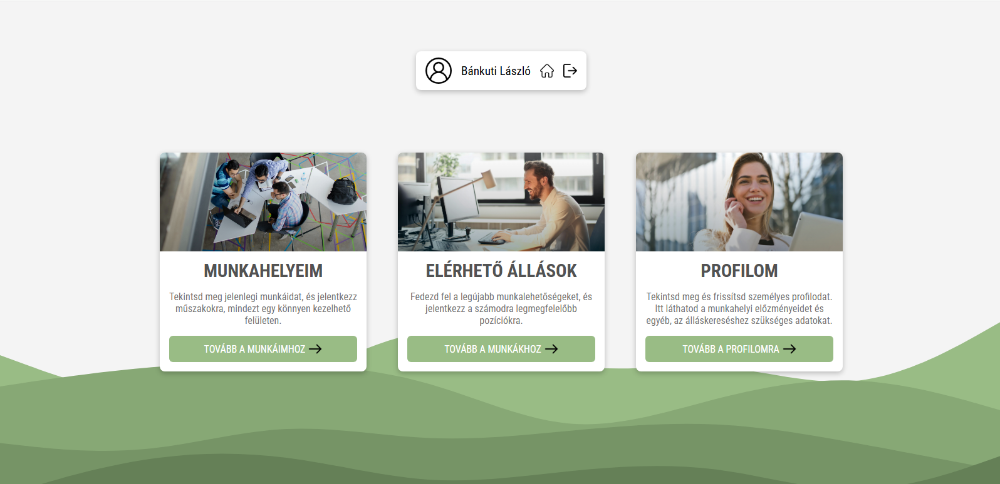 Bánkuti László
MUNKAHELYEIM
Tekintsd meg jelenlegi munkáidat, és jelentkezz
műszakokra, mindezt egy könnyen kezelhető
felületen.
TOVÁBB A MUNKÁIMHOZ
ELÉRHETŐ ÁLLÁSOK
Fedezd fel a legújabb munkalehetőségeket, és
jelentkezz a számodra legmegfelelőbb
pozíciókra.
TOVÁBB A MUNKÁKHOZ
PROFILOM
Tekintsd meg és frissítsd személyes profilodat.
Itt láthatod a munkahelyi előzményeidet és
egyéb, az álláskereséshez szükséges adatokat.
TOVÁBB A PROFILOMRA